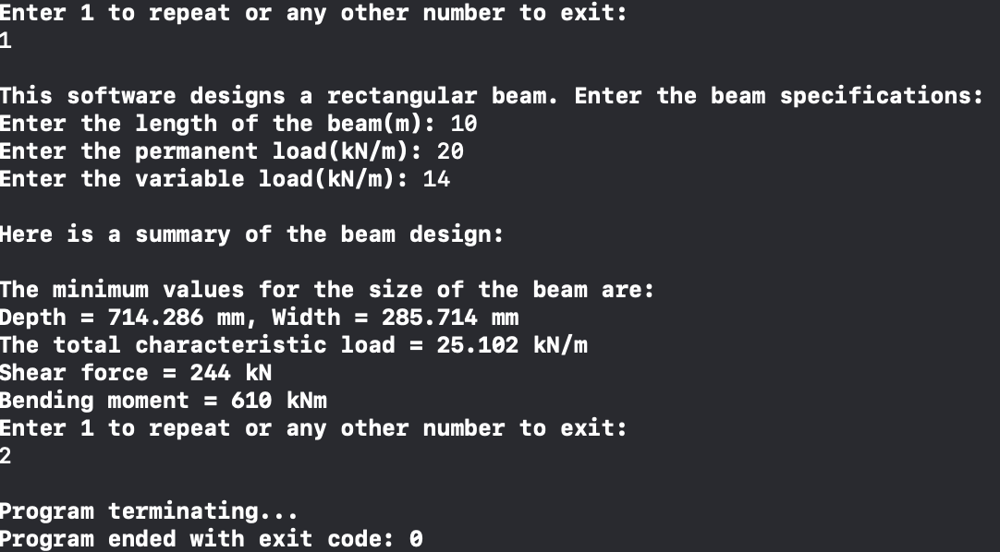 Enter 1 to repeat or any other number to exit:
1
This software designs a rectangular beam. Enter the beam specifications:
Enter the length of the beam(m): 10
Enter the permanent load(kN/m): 20
Enter the variable load(kN/m): 14
Here is a summary of the beam design:
The minimum values for the size of the beam are:
Depth = 714.286 mm, Width = 285.714 mm
The total characteristic load = 25.102 kN/m
Shear force = 244 kN
Bending moment = 610 kNm
Enter 1 to repeat or any other number to exit:
2
Program terminating...
Program ended with exit code: 0